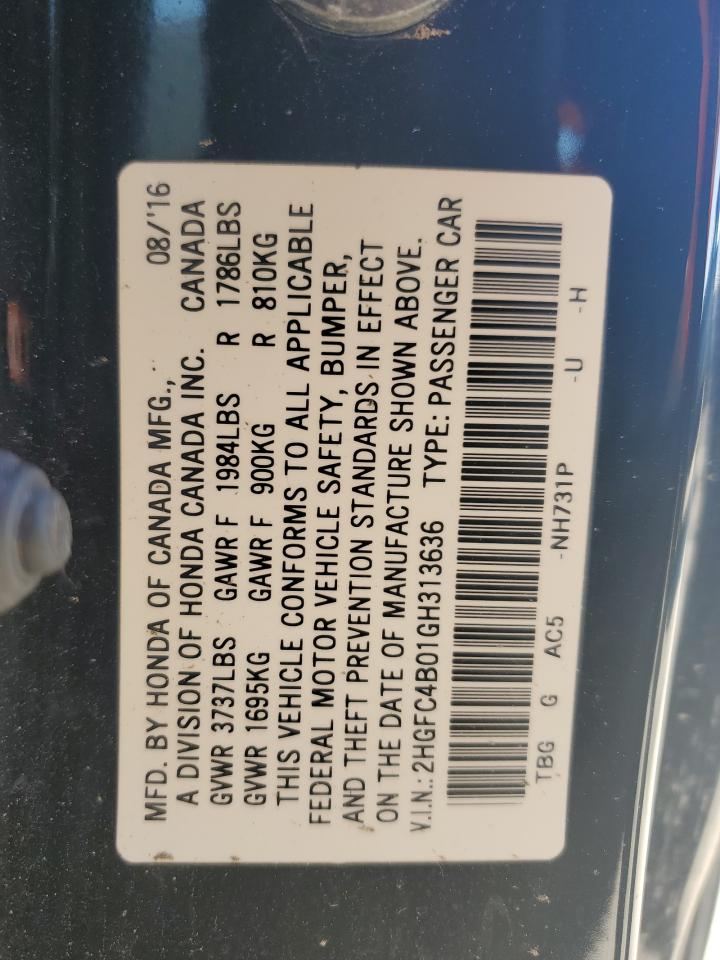 MFD. BY HONDA OF CANADA MFG., 08/'16
A DIVISION OF HONDA CANADA INC. CANADA
GVWR 3737LBS GAWR F 1984LBS R 1786LBS
GVWR 1695KG GAWR F 900KG R 810KG
THIS VEHICLE CONFORMS TO ALL APPLICABLE
FEDERAL MOTOR VEHICLE SAFETY, BUMPER,
AND THEFT PREVENTION STANDARDS IN EFFECT
ON THE DATE OF MANUFACTURE SHOWN ABOVE.
V.I.N.: 2HGFC4B01GH313636 TYPE: PASSENGER CAR
TBG G AC5 -NH731P -U -H